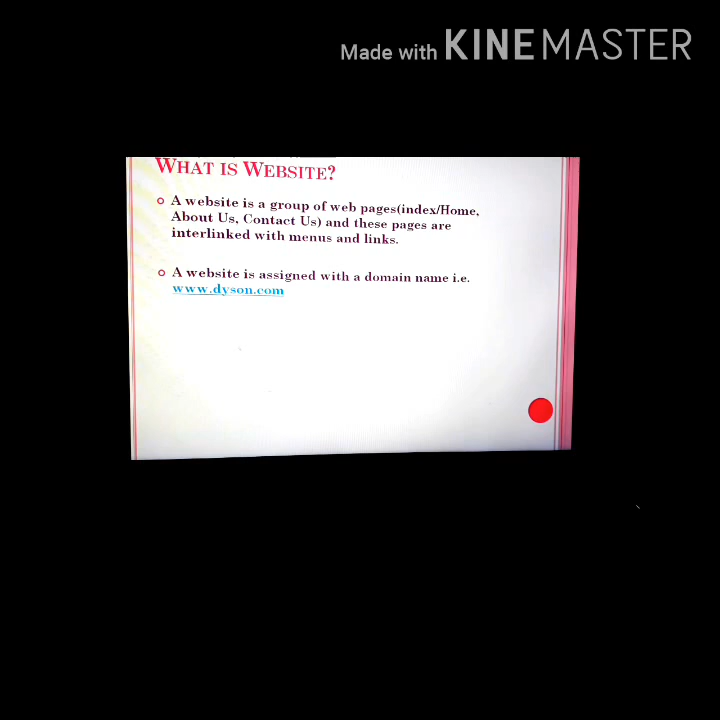 Made with KINEMASTER
WHAT IS WEBSITE?
A website is a group of web pages(index/Home,
About Us, Contact Us) and these pages are
interlinked with menus and links.
A website is assigned with a domain name i.e.
www.dyson.com